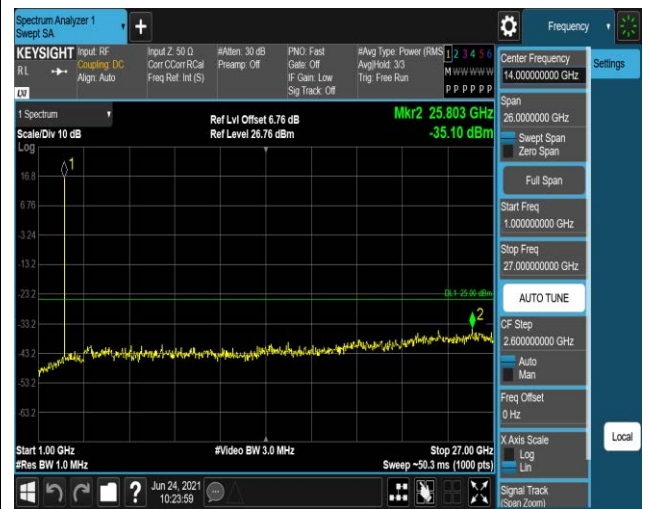 Spectrum Analyzer 1
Swept SA
Frequency
KEYSIGHT
RL
Input: RF
Coupling: DC
Align: Auto
Input Z: 50 Ω
Corr CCorr RCal
Freq Ref: Int (S)
#Atten: 30 dB
Preamp: Off
PNO: Fast
Gate: Off
IF Gain: Low
Sig Track: Off
#Avg Type: Power (RMS
Avg|Hold: 3/3
Trig: Free Run
1 2 3 4 5 6
M W W W W W
P P P P P P
LXI
1 Spectrum
Scale/Div 10 dB
Ref Lvl Offset 6.76 dB
Ref Level 26.76 dBm
Mkr2 25.803 GHz
-35.10 dBm
Log
1
16.8
6.76
-3.24
-13.2
-23.2
DL1 -25.00 dBm
2
-33.2
-43.2
-53.2
-63.2
Start 1.00 GHz
#Video BW 3.0 MHz
Stop 27.00 GHz
#Res BW 1.0 MHz
Sweep ~50.3 ms (1000 pts)
Jun 24, 2021
10:23:59
Center Frequency
14.000000000 GHz
Settings
Span
26.0000000 GHz
Swept Span
Zero Span
Full Span
Start Freq
1.000000000 GHz
Stop Freq
27.000000000 GHz
AUTO TUNE
CF Step
2.600000000 GHz
Auto
Man
Freq Offset
0 Hz
X Axis Scale
Log
Lin
Local
Signal Track
(Span Zoom)